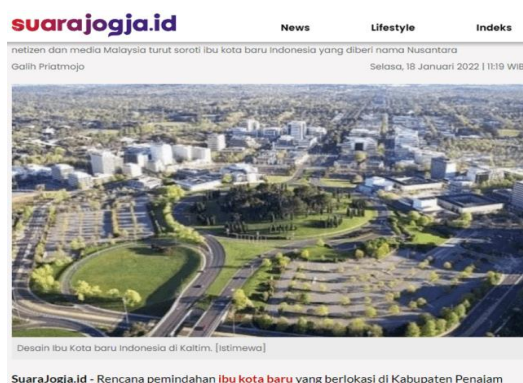 suarajogja.id
News Lifestyle Indeks
netizen dan media Malaysia turut soroti ibu kota baru Indonesia yang diberi nama Nusantara
Galih Priatmojo Selasa, 18 Januari 2022 | 11:19 WIB
Desain Ibu Kota baru Indonesia di Kaltim. [Istimewa]
SuaraJogja.id - Rencana pemindahan ibu kota baru yang berlokasi di Kabupaten Penajam